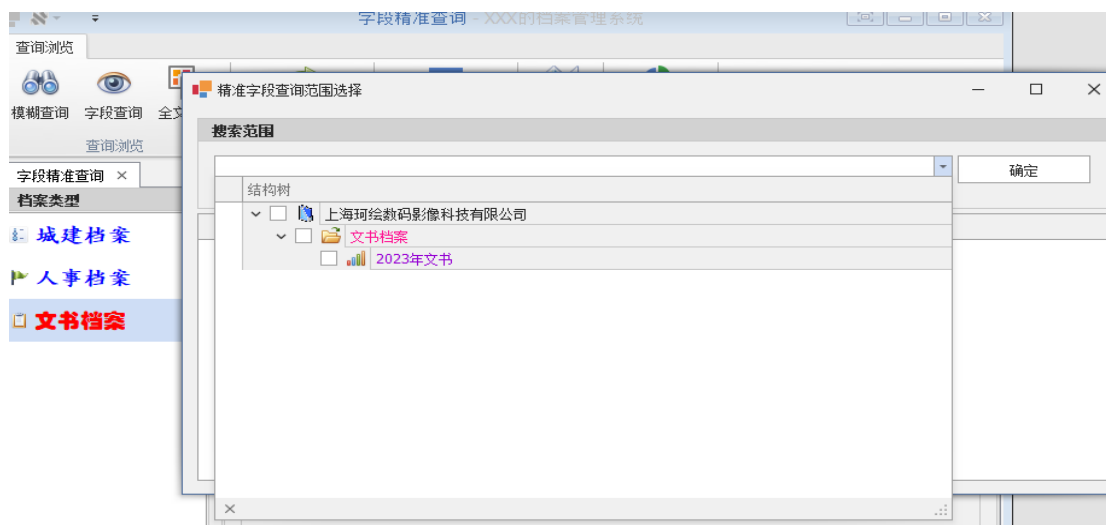 字段精准查询 - XXX的档案管理系统
查询浏览
模糊查询 字段查询
查询浏览
精准字段查询范围选择
搜索范围
确定
字段精准查询
档案类型
城建档案
人事档案
文书档案
结构树
上海珂绘数码影像科技有限公司
文书档案
2023年文书